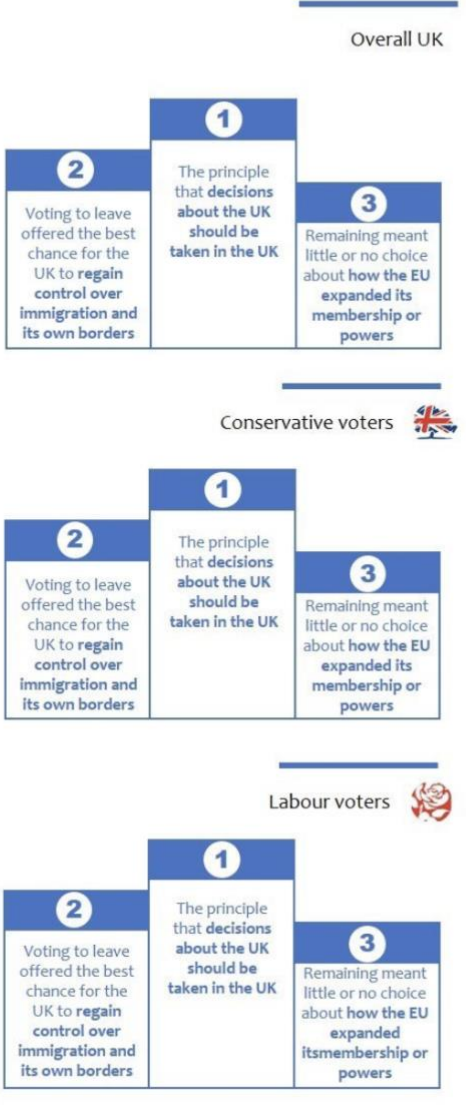 Overall UK
1
The principle
that decisions
about the UK
should be
taken in the UK
2
Voting to leave
offered the best
chance for the
UK to regain
control over
immigration and
its own borders
3
Remaining meant
little or no choice
about how the EU
expanded its
membership or
powers
Conservative voters
1
The principle
that decisions
about the UK
should be
taken in the UK
2
Voting to leave
offered the best
chance for the
UK to regain
control over
immigration and
its own borders
3
Remaining meant
little or no choice
about how the EU
expanded its
membership or
powers
Labour voters
1
The principle
that decisions
about the UK
should be
taken in the UK
2
Voting to leave
offered the best
chance for the
UK to regain
control over
immigration and
its own borders
3
Remaining meant
little or no choice
about how the EU
expanded
itsmembership or
powers